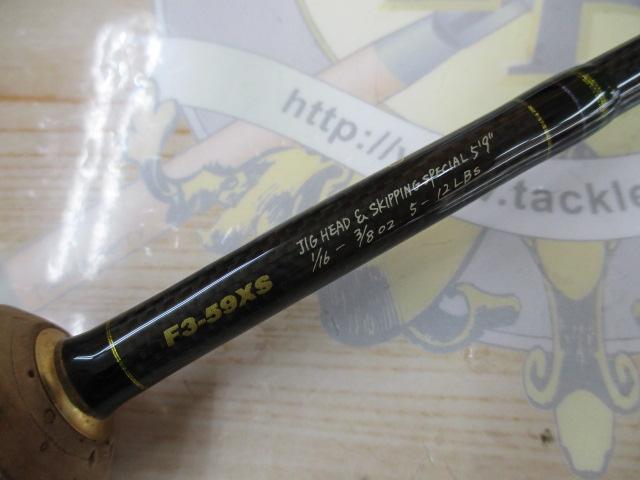 http://
.tackle
JIG HEAD & SKIPPING SPECIAL 5'9"
1/16 - 3/8 oz 5 - 12 LBS
F3-59XS